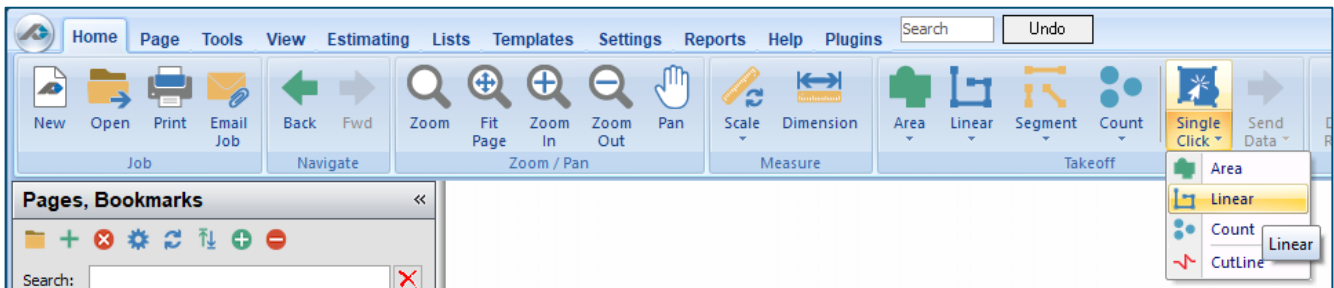 Home Page Tools View Estimating Lists Templates Settings Reports Help Plugins Search Undo
New Open Print Email Job Back Fwd Zoom Fit Page Zoom In Zoom Out Pan Scale Dimension Area Linear Segment Count Single Click Send Data
Job Navigate Zoom / Pan Measure Takeoff
Pages, Bookmarks «
Search:
Area
Linear
Count
Linear
CutLine